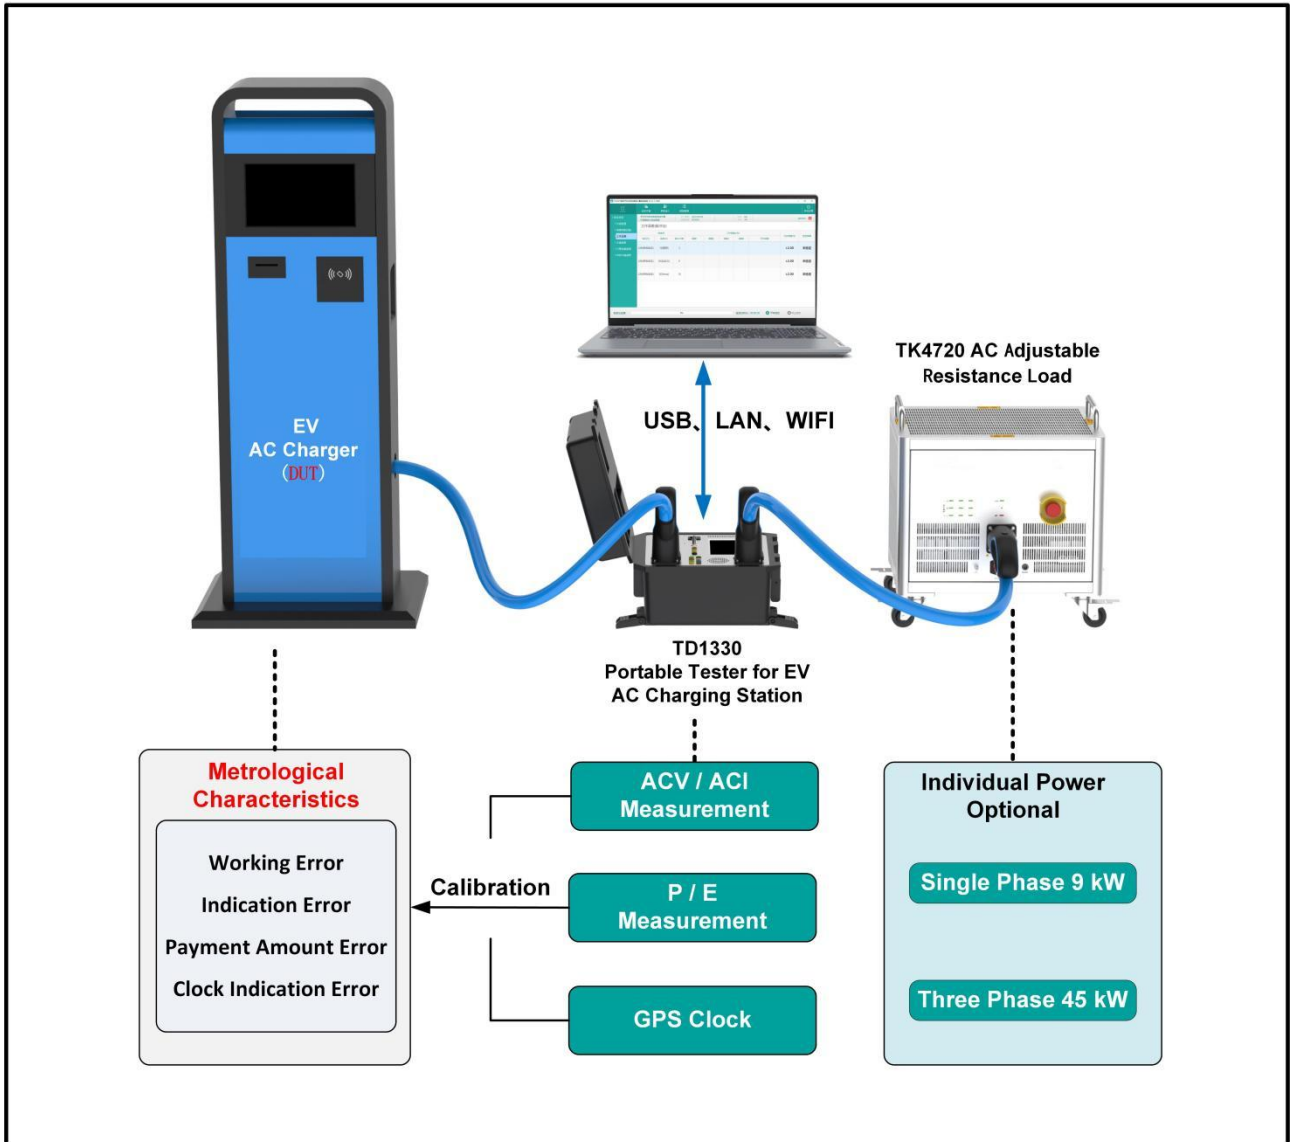 EV
AC Charger
(DUT)
USB、LAN、WIFI
TK4720 AC Adjustable
Resistance Load
TD1330
Portable Tester for EV
AC Charging Station
Metrological
Characteristics
Working Error
Indication Error
Payment Amount Error
Clock Indication Error
Calibration
ACV / ACI
Measurement
P / E
Measurement
GPS Clock
Individual Power
Optional
Single Phase 9 kW
Three Phase 45 kW